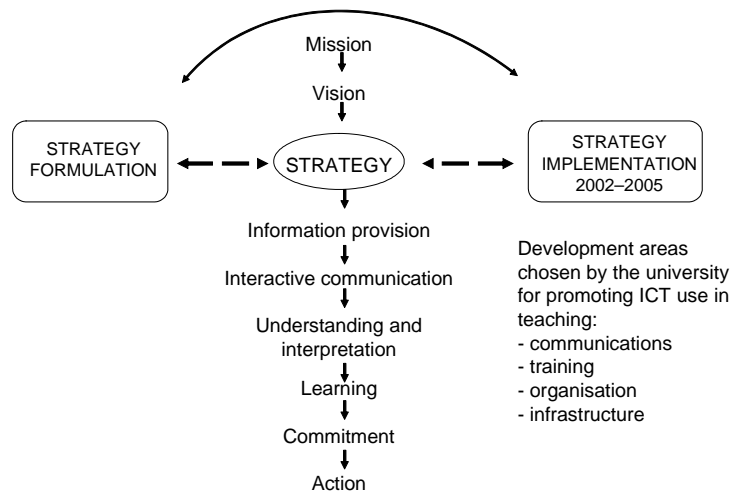 Mission
Vision
STRATEGY
FORMULATION
STRATEGY
STRATEGY
IMPLEMENTATION
2002–2005
Information provision
Interactive communication
Understanding and
interpretation
Learning
Commitment
Action
Development areas
chosen by the university
for promoting ICT use in
teaching:
- communications
- training
- organisation
- infrastructure